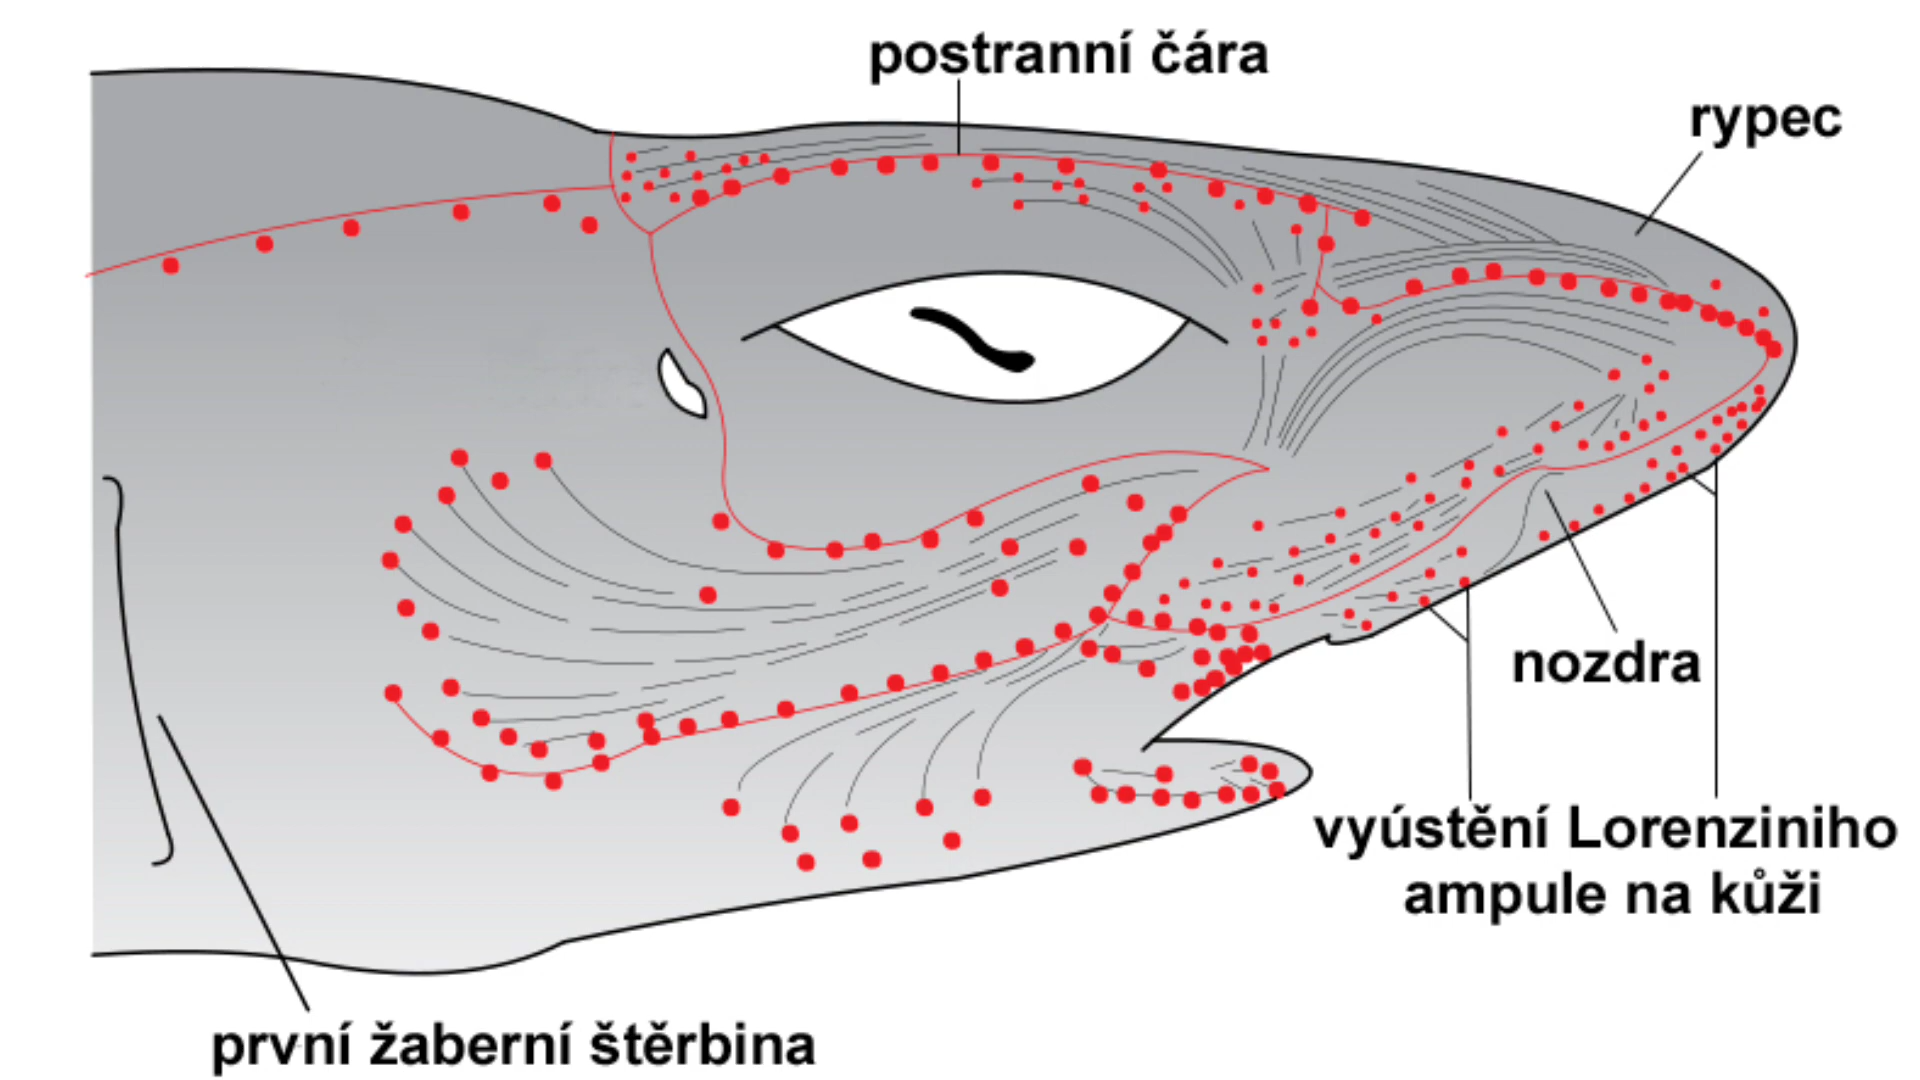 postranní čára
rypec
nozdra
vyústění Lorenziniho
ampule na kůži
první žaberní štěrbina